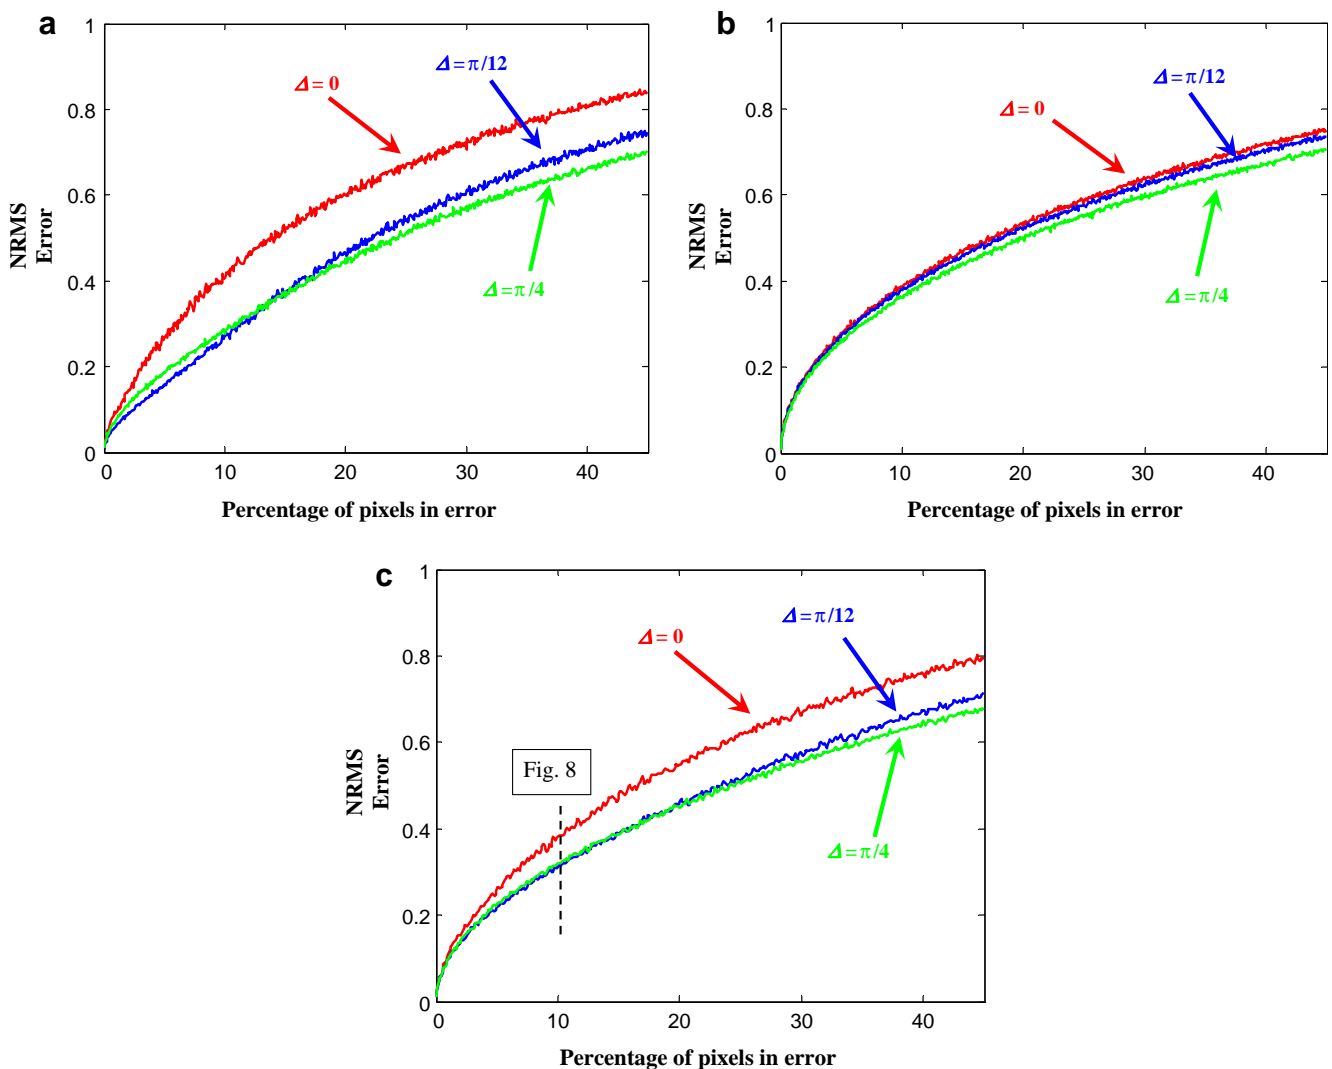 a
1
0.8
0.6
0.4
0.2
0
0
10
20
30
40
NRMS
Error
Percentage of pixels in error
Δ = 0
Δ = π/12
Δ = π/4
b
1
0.8
0.6
0.4
0.2
0
0
10
20
30
40
NRMS
Error
Percentage of pixels in error
Δ = 0
Δ = π/12
Δ = π/4
c
1
0.8
0.6
0.4
0.2
0
0
10
20
30
40
NRMS
Error
Percentage of pixels in error
Δ = 0
Δ = π/12
Δ = π/4
Fig. 8